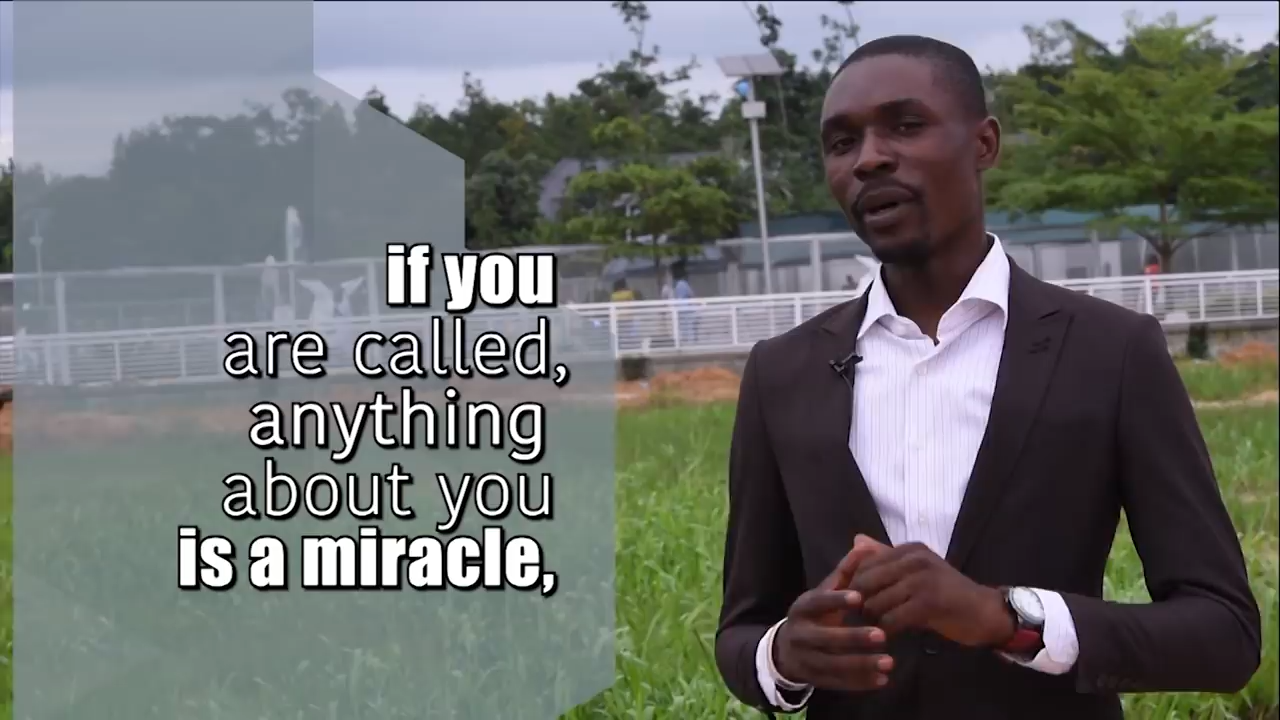 if you
are called,
anything
about you
is a miracle,